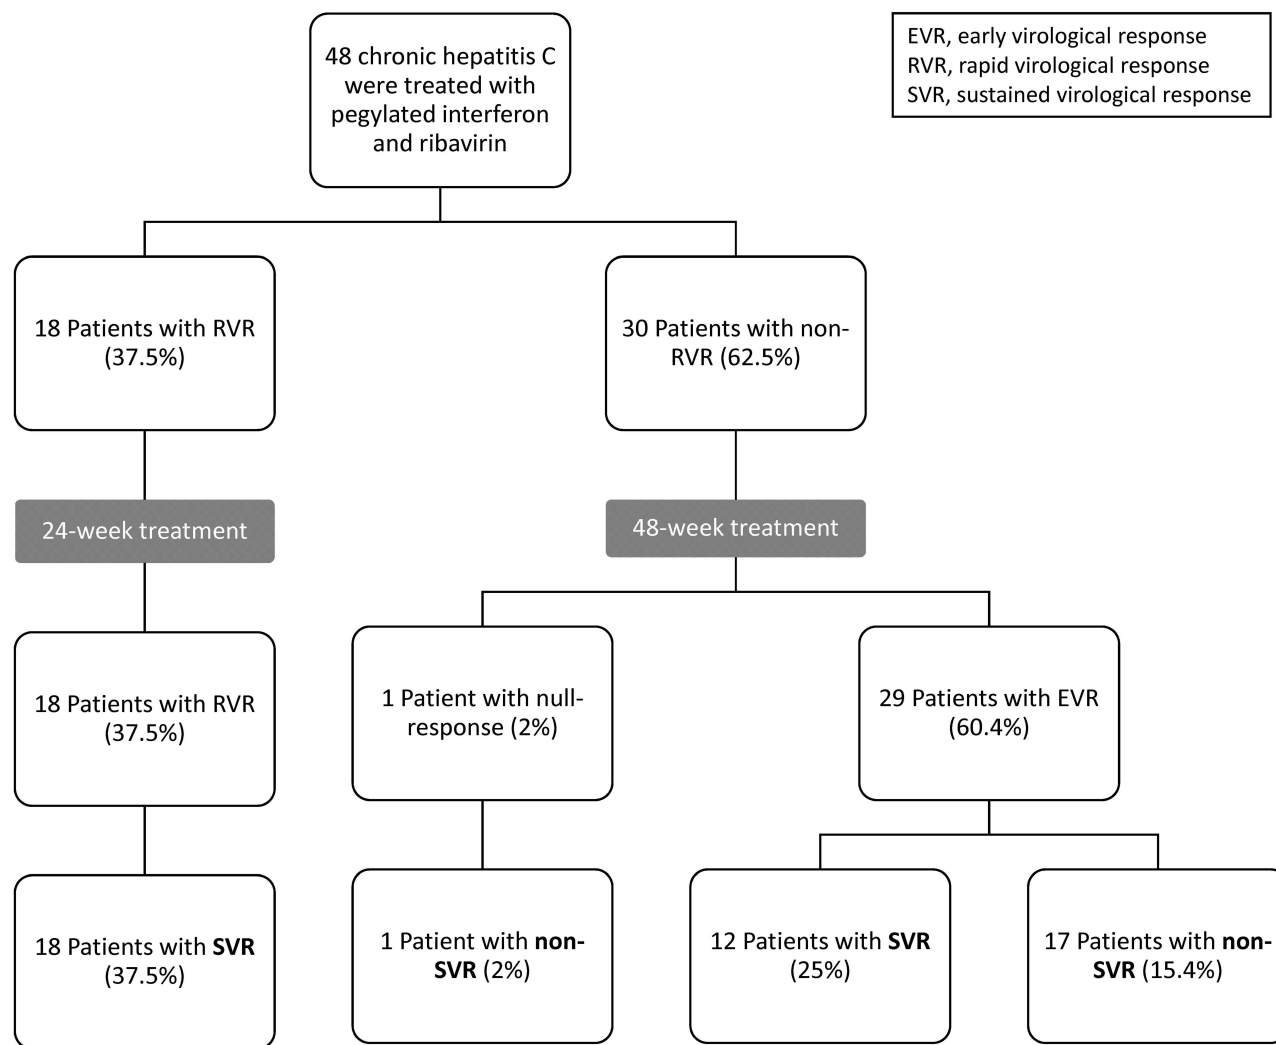 48 chronic hepatitis C
were treated with
pegylated interferon
and ribavirin
EVR, early virological response
RVR, rapid virological response
SVR, sustained virological response
18 Patients with RVR
(37.5%)
30 Patients with non-
RVR (62.5%)
24-week treatment
48-week treatment
18 Patients with RVR
(37.5%)
1 Patient with null-
response (2%)
29 Patients with EVR
(60.4%)
18 Patients with SVR
(37.5%)
1 Patient with non-
SVR (2%)
12 Patients with SVR
(25%)
17 Patients with non-
SVR (15.4%)